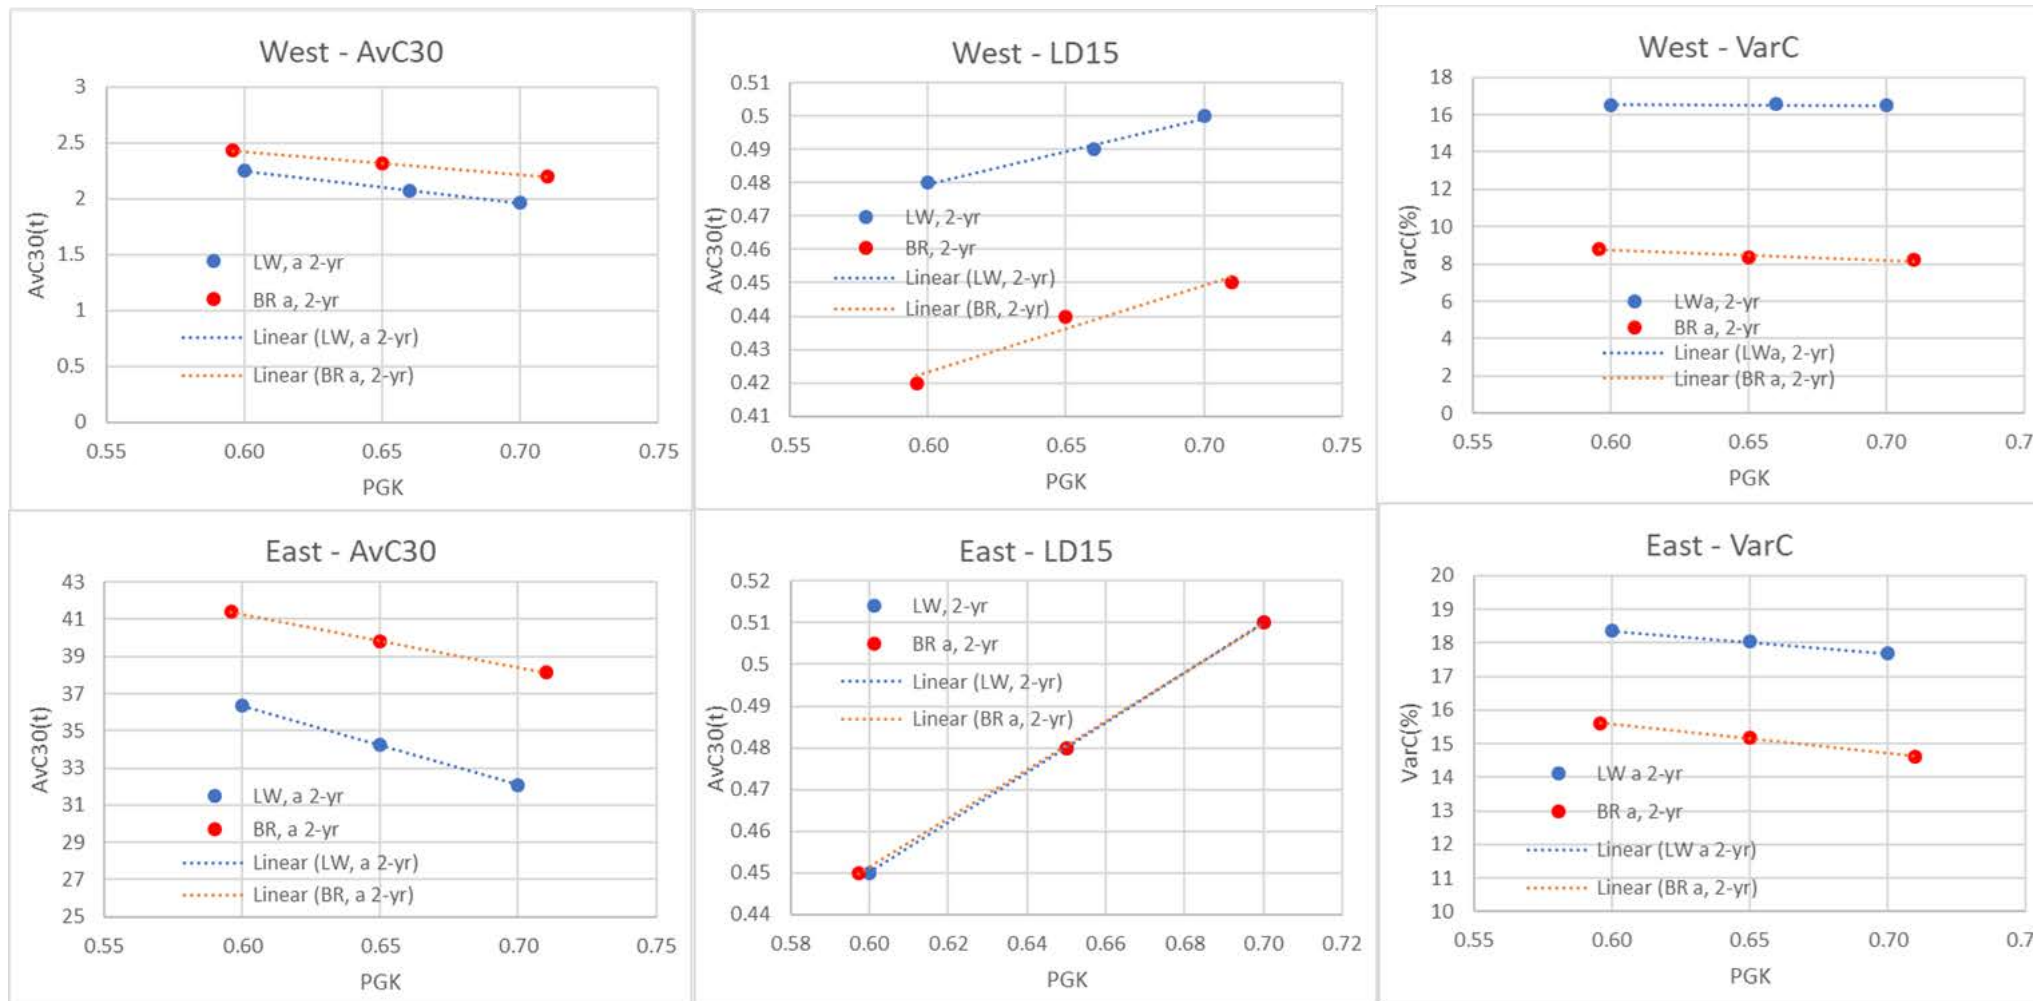 West - AvC30
3
2.5
2
1.5
1
0.5
0
AvC30(t)
LW, a 2-yr
BR a, 2-yr
Linear (LW, a 2-yr)
Linear (BR a, 2-yr)
0.55 0.60 0.65 0.70 0.75
PGK
West - LD15
0.51
0.5
0.49
0.48
0.47
0.46
0.45
0.44
0.43
0.42
0.41
AvC30(t)
LW, 2-yr
BR, 2-yr
Linear (LW, 2-yr)
Linear (BR, 2-yr)
0.55 0.60 0.65 0.70 0.75
PGK
West - VarC
18
16
14
12
10
8
6
4
2
0
VarC(%)
LWa, 2-yr
BR a, 2-yr
Linear (LWa, 2-yr)
Linear (BR a, 2-yr)
0.55 0.60 0.65 0.70 0.7
PGK
East - AvC30
43
41
39
37
35
33
31
29
27
25
AvC30(t)
LW, a 2-yr
BR, a 2-yr
Linear (LW, a 2-yr)
Linear (BR, a 2-yr)
0.55 0.60 0.65 0.70 0.75
PGK
East - LD15
0.52
0.51
0.5
0.49
0.48
0.47
0.46
0.45
0.44
AvC30(t)
LW, 2-yr
BR a, 2-yr
Linear (LW, 2-yr)
Linear (BR a, 2-yr)
0.58 0.60 0.62 0.64 0.66 0.68 0.70 0.72
PGK
East - VarC
20
19
18
17
16
15
14
13
12
11
10
VarC(%)
LW a 2-yr
BR a, 2-yr
Linear (LW a 2-yr)
Linear (BR a, 2-yr)
0.55 0.60 0.65 0.70 0.7
PGK